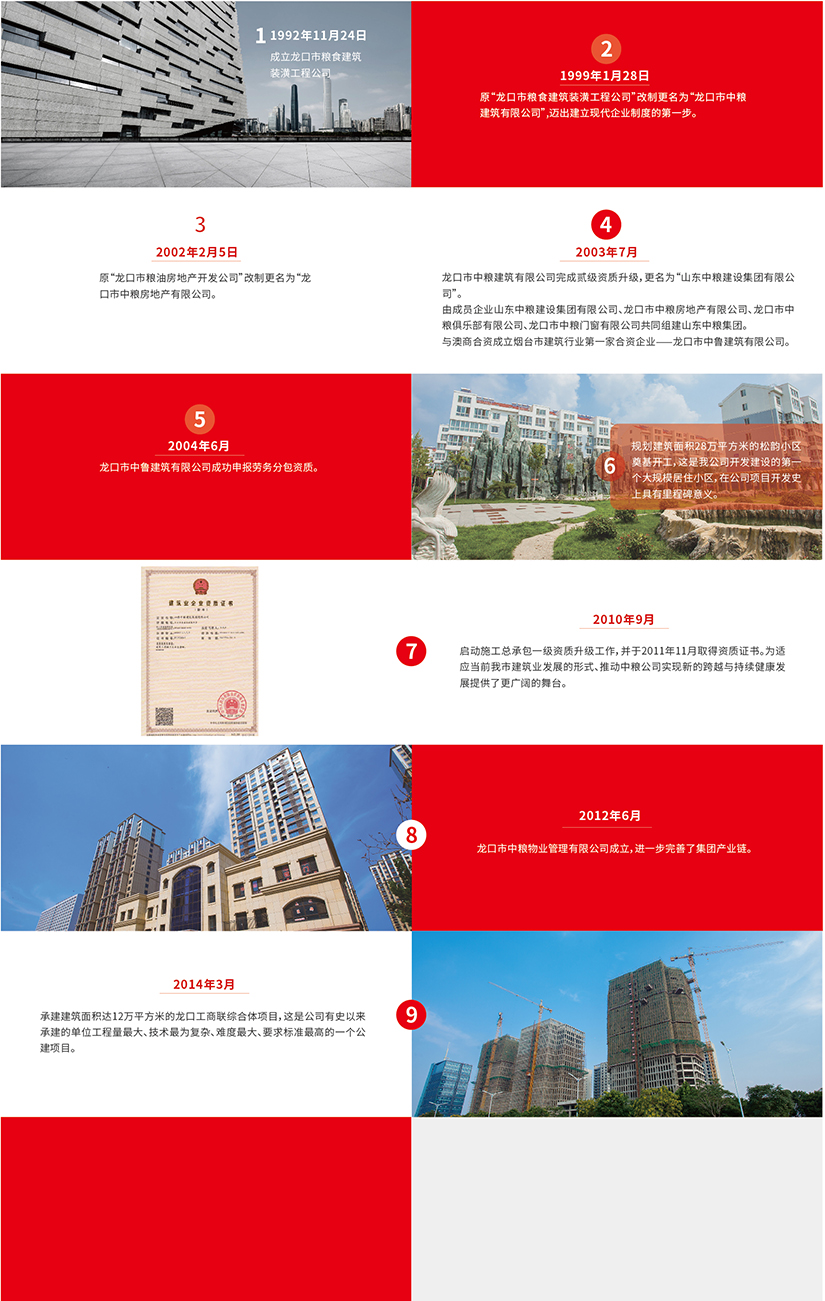 1 1992年11月24日
成立龙口市粮食建筑
装潢工程公司
2
1999年1月28日
原“龙口市粮食建筑装潢工程公司”改制更名为“龙口市中粮
建筑有限公司”,迈出建立现代企业制度的第一步。
3
2002年2月5日
原“龙口市粮油房地产开发公司”改制更名为“龙
口市中粮房地产有限公司。
4
2003年7月
龙口市中粮建筑有限公司完成贰级资质升级，更名为“山东中粮建设集团有限公
司”。
由成员企业山东中粮建设集团有限公司、龙口市中粮房地产有限公司、龙口市中
粮俱乐部有限公司、龙口市中粮门窗有限公司共同组建山东中粮集团。
与澳商合资成立烟台市建筑行业第一家合资企业——龙口市中鲁建筑有限公司。
5
2004年6月
龙口市中鲁建筑有限公司成功申报劳务分包资质。
6
规划建筑面积28万平方米的松韵小区
奠基开工，这是我公司开发建设的第一
个大规模居住小区，在公司项目开发史
上具有里程碑意义。
建筑业企业资质证书
7
2010年9月
启动施工总承包一级资质升级工作，并于2011年11月取得资质证书。为适
应当前我市建筑业发展的形式、推动中粮公司实现新的跨越与持续健康发
展提供了更广阔的舞台。
8
2012年6月
龙口市中粮物业管理有限公司成立，进一步完善了集团产业链。
2014年3月
承建建筑面积达12万平方米的龙口工商联综合体项目，这是公司有史以来
承建的单位工程量最大、技术最为复杂、难度最大、要求标准最高的一个公
建项目。
9